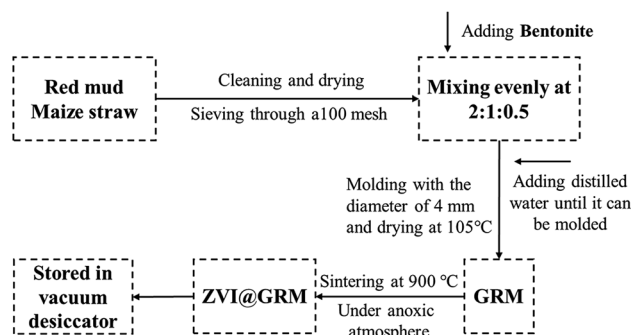 Adding Bentonite
Red mud
Maize straw
Cleaning and drying
Sieving through a100 mesh
Mixing evenly at
2:1:0.5
Molding with the
diameter of 4 mm
and drying at 105℃
Adding distilled
water until it can
be molded
Stored in
vacuum
desiccator
ZVI@GRM
Sintering at 900 ℃
Under anoxic
atmosphere
GRM